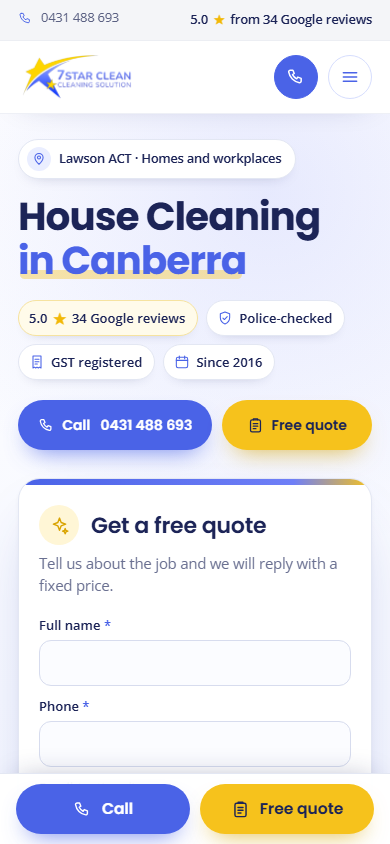 0431 488 693
5.0 ★ from 34 Google reviews
7STAR CLEAN
CLEANING SOLUTION
Lawson ACT · Homes and workplaces
House Cleaning
in Canberra
5.0 ★ 34 Google reviews
Police-checked
GST registered
Since 2016
Call 0431 488 693
Free quote
Get a free quote
Tell us about the job and we will reply with a
fixed price.
Full name *
Phone *
Call
Free quote